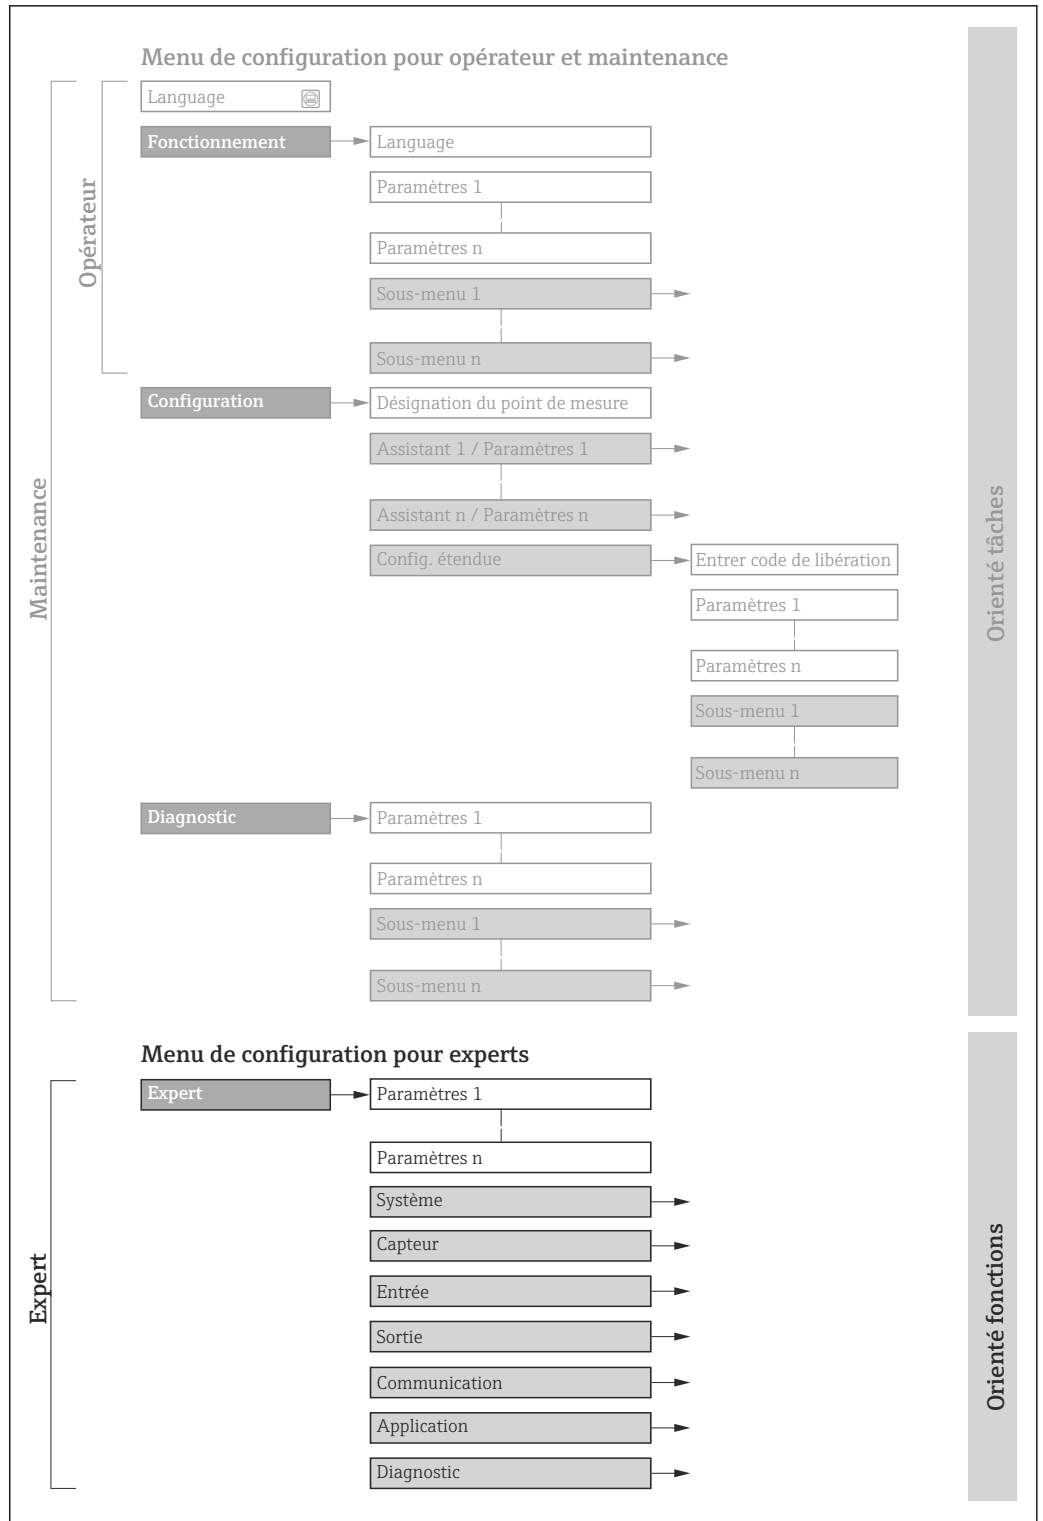 Menu de configuration pour opérateur et maintenance
Language
Fonctionnement
Language
Paramètres 1
Paramètres n
Sous-menu 1
Sous-menu n
Opérateur
Configuration
Désignation du point de mesure
Assistant 1 / Paramètres 1
Assistant n / Paramètres n
Config. étendue
Entrer code de libération
Paramètres 1
Paramètres n
Sous-menu 1
Sous-menu n
Maintenance
Orienté tâches
Diagnostic
Paramètres 1
Paramètres n
Sous-menu 1
Sous-menu n
Menu de configuration pour experts
Expert
Paramètres 1
Paramètres n
Système
Capteur
Entrée
Sortie
Communication
Application
Diagnostic
Expert
Orienté fonctions